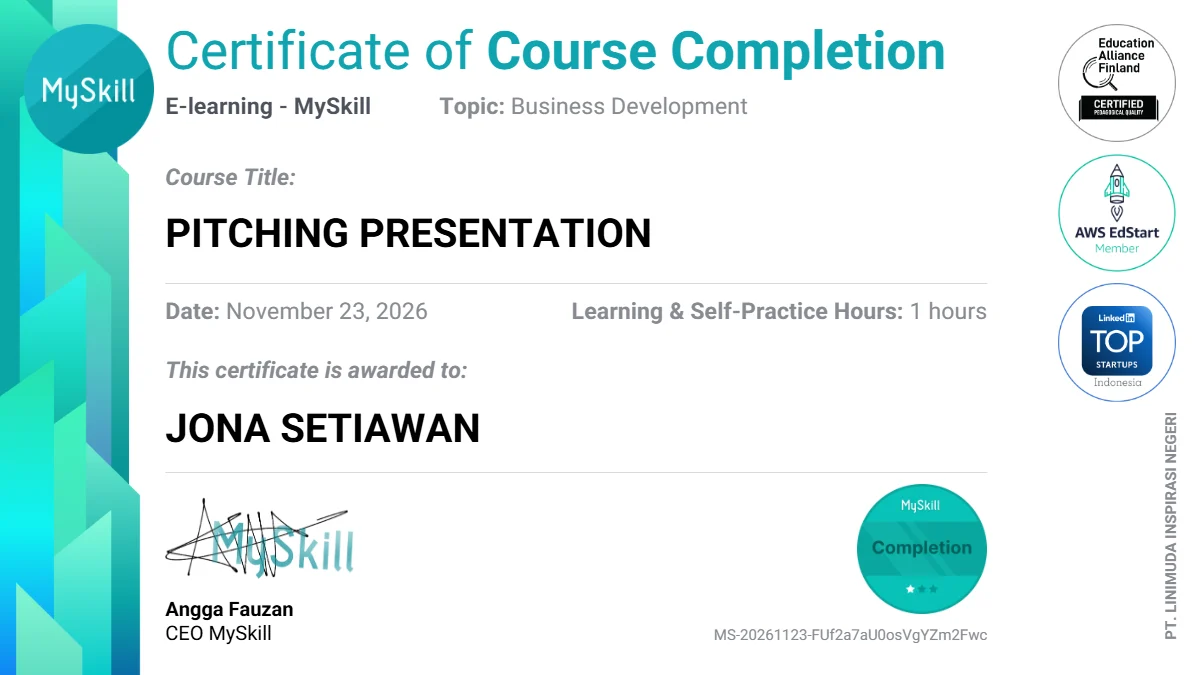 MySkill
Certificate of Course Completion
E-learning - MySkill
Topic: Business Development
Course Title:
PITCHING PRESENTATION
Date: November 23, 2026
Learning & Self-Practice Hours: 1 hours
This certificate is awarded to:
JONA SETIAWAN
MySkill
Angga Fauzan
CEO MySkill
MySkill
Completion
MS-20261123-FUf2a7aU0osVgYZm2Fwc
Education
Alliance
Finland
CERTIFIED
PEDAGOGICAL QUALITY
AWS EdStart
Member
Linked in
TOP
STARTUPS
Indonesia
PT. LINIMUDA INSPIRASI NEGERI